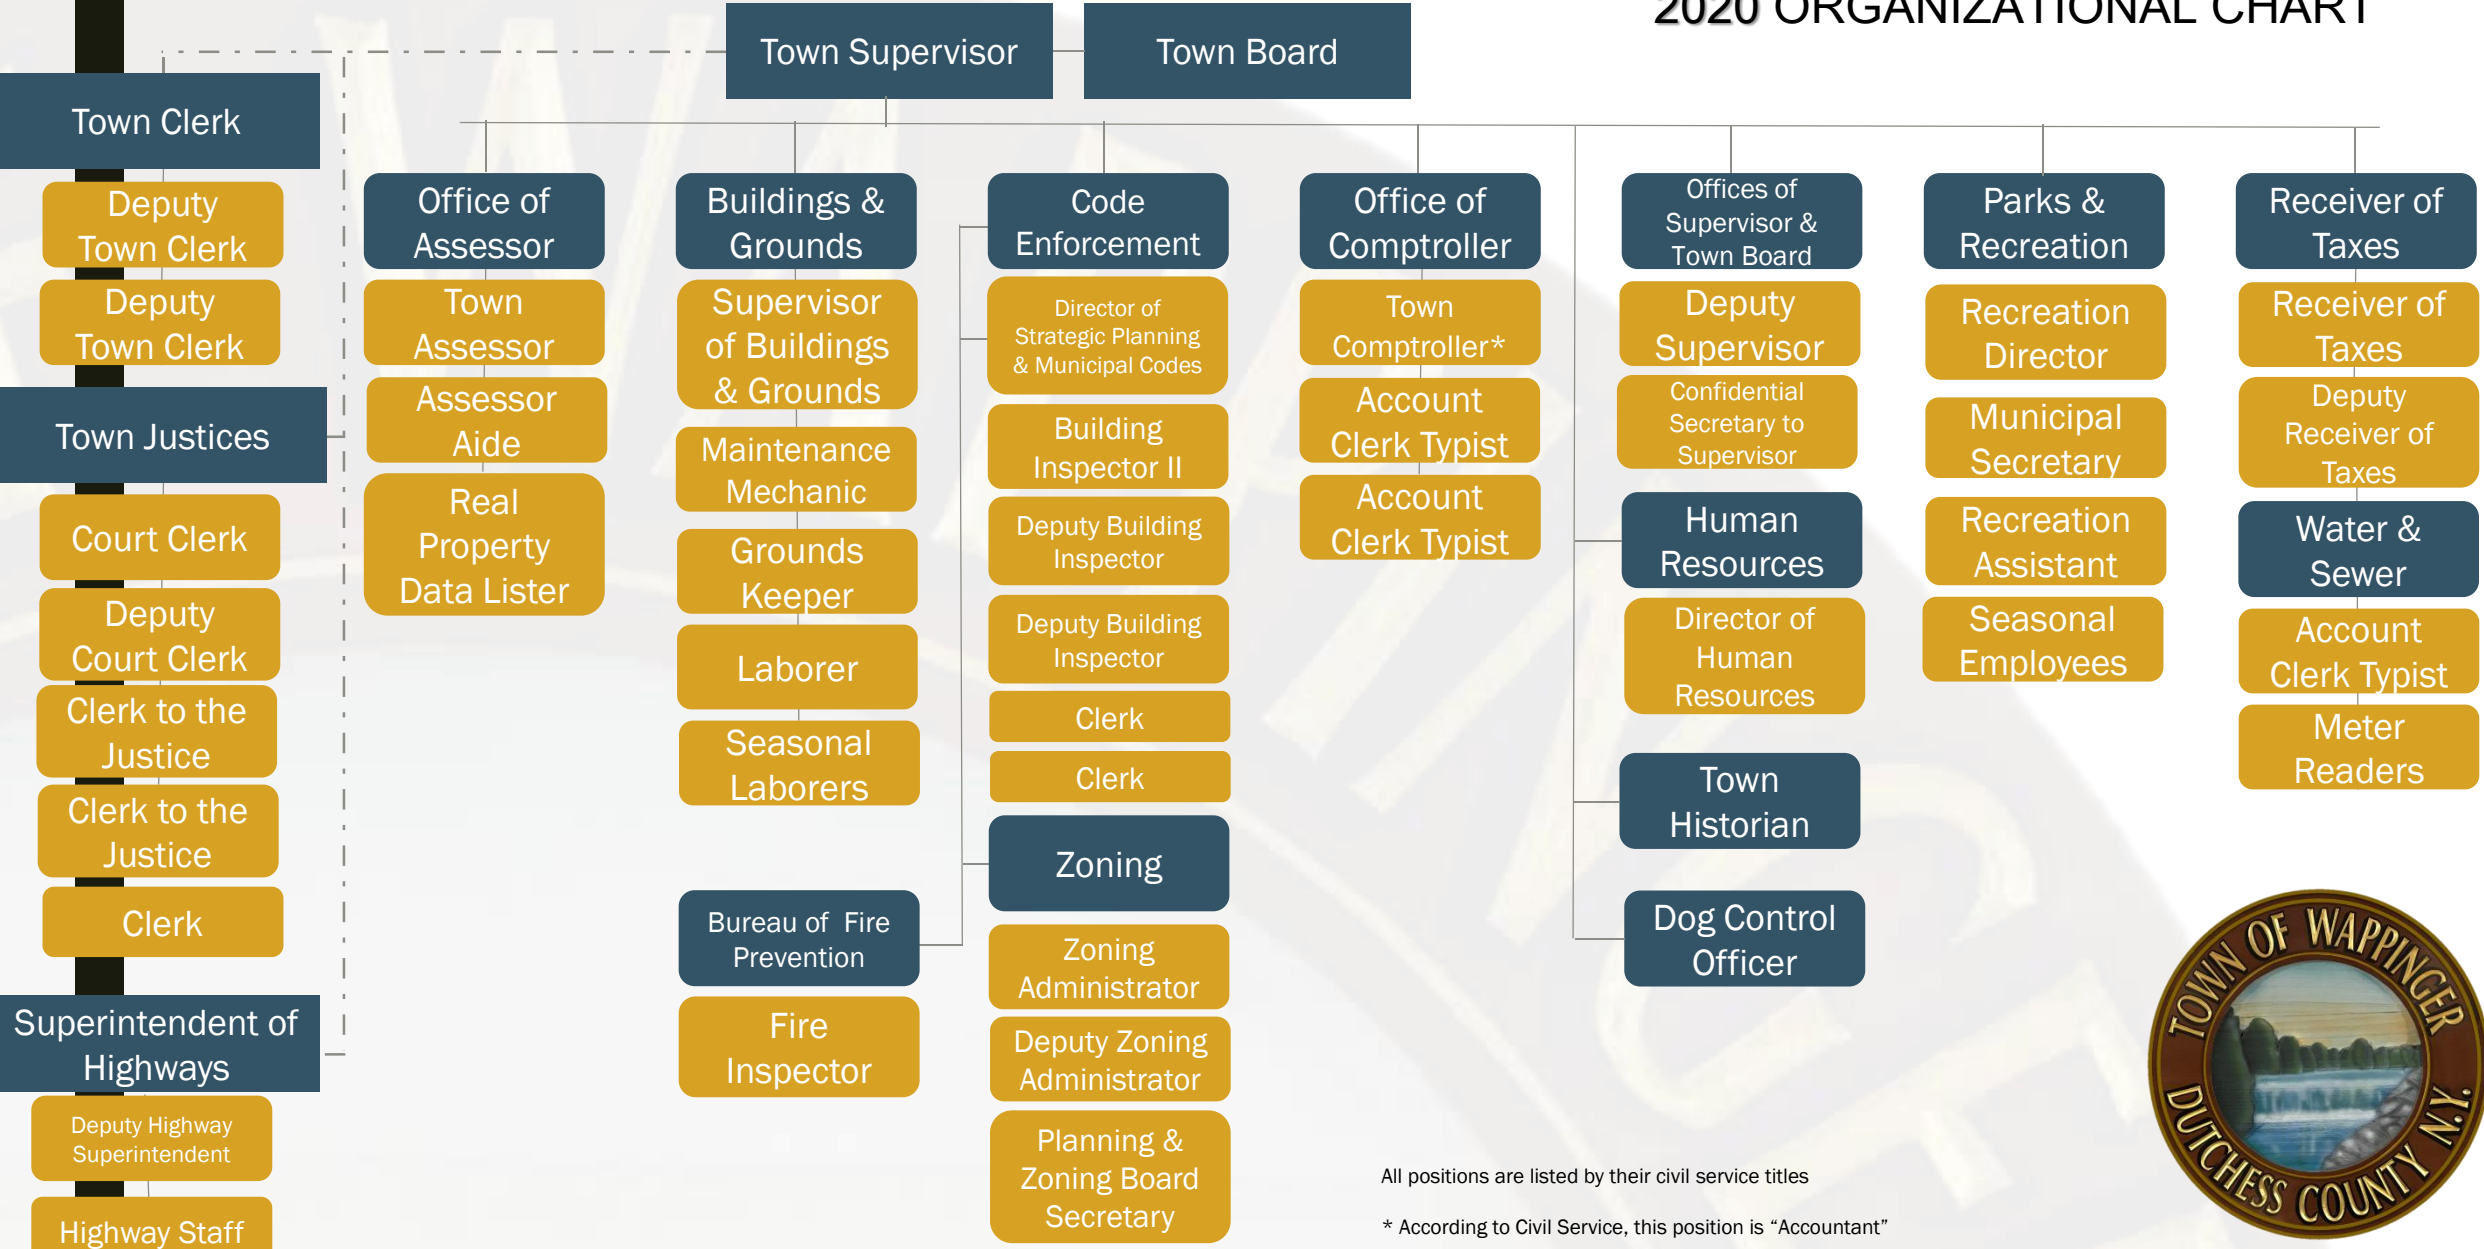 2020 ORGANIZATIONAL CHART
Town Supervisor
Town Board
Town Clerk
Deputy
Town Clerk
Deputy
Town Clerk
Town Justices
Court Clerk
Deputy
Court Clerk
Clerk to the
Justice
Clerk to the
Justice
Clerk
Superintendent of
Highways
Deputy Highway
Superintendent
Highway Staff
Office of
Assessor
Town
Assessor
Assessor
Aide
Real
Property
Data Lister
Buildings &
Grounds
Supervisor
of Buildings
& Grounds
Maintenance
Mechanic
Grounds
Keeper
Laborer
Seasonal
Laborers
Bureau of Fire
Prevention
Fire
Inspector
Code
Enforcement
Director of
Strategic Planning
& Municipal Codes
Building
Inspector II
Deputy Building
Inspector
Deputy Building
Inspector
Clerk
Clerk
Zoning
Zoning
Administrator
Deputy Zoning
Administrator
Planning &
Zoning Board
Secretary
Office of
Comptroller
Town
Comptroller*
Account
Clerk Typist
Account
Clerk Typist
Offices of
Supervisor &
Town Board
Deputy
Supervisor
Confidential
Secretary to
Supervisor
Human
Resources
Director of
Human
Resources
Town
Historian
Dog Control
Officer
Parks &
Recreation
Recreation
Director
Municipal
Secretary
Recreation
Assistant
Seasonal
Employees
Receiver of
Taxes
Receiver of
Taxes
Deputy
Receiver of
Taxes
Water &
Sewer
Account
Clerk Typist
Meter
Readers
All positions are listed by their civil service titles
* According to Civil Service, this position is “Accountant”
TOWN OF WAPPINGER
DUTCHESS COUNTY N.Y.